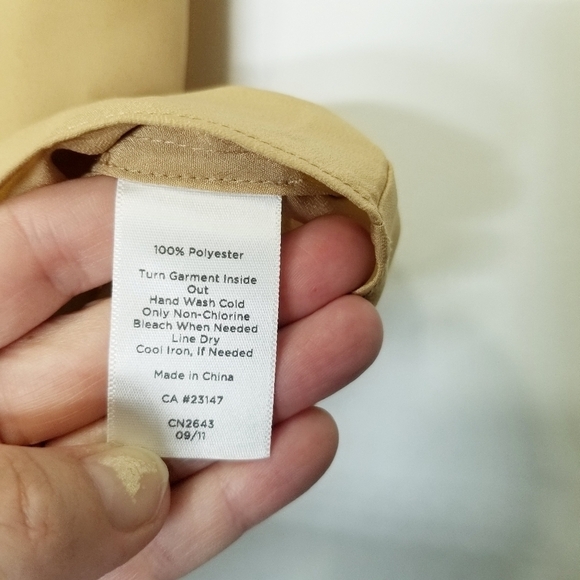 100% Polyester
Turn Garment Inside
Out
Hand Wash Cold
Only Non-Chlorine
Bleach When Needed
Line Dry
Cool Iron, If Needed
Made in China
CA #23147
CN2643
09/11